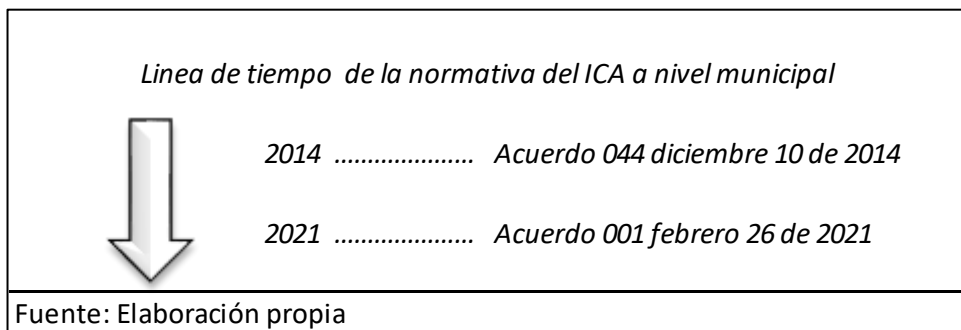 Linea de tiempo de la normativa del ICA a nivel municipal
2014 ..................... Acuerdo 044 diciembre 10 de 2014
2021 ..................... Acuerdo 001 febrero 26 de 2021
Fuente: Elaboración propia